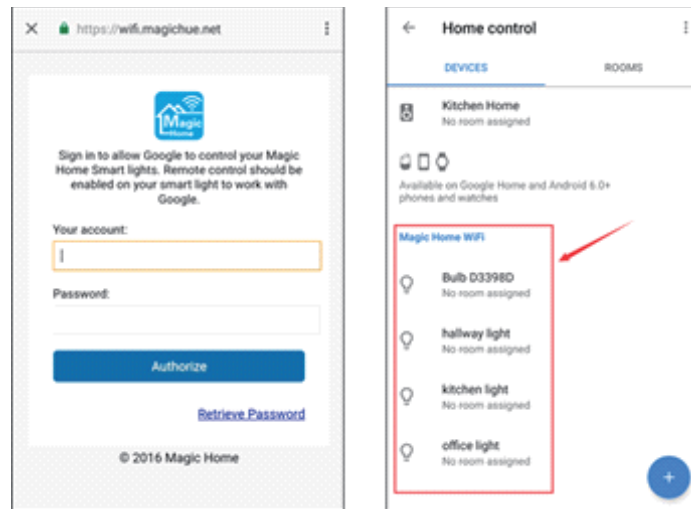 https://wifi.magichue.net
Magic
Home
Sign in to allow Google to control your Magic
Home Smart lights. Remote control should be
enabled on your smart light to work with
Google.
Your account:
Password:
Authorize
Retrieve Password
© 2016 Magic Home
Home control
DEVICES ROOMS
Kitchen Home
No room assigned
Available on Google Home and Android 6.0+
phones and watches
Magic Home WiFi
Bulb D3398D
No room assigned
hallway light
No room assigned
kitchen light
No room assigned
office light
No room assigned